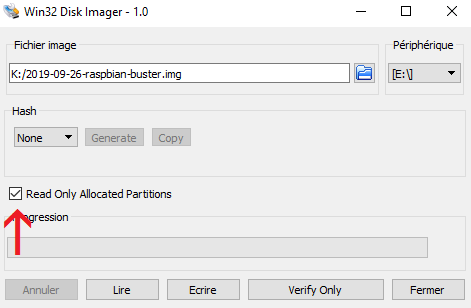 Win32 Disk Imager - 1.0
Fichier image
Périphérique
K:/2019-09-26-raspbian-buster.img
[E:\]
Hash
None
Generate
Copy
Read Only Allocated Partitions
gression
Annuler
Lire
Ecrire
Verify Only
Fermer